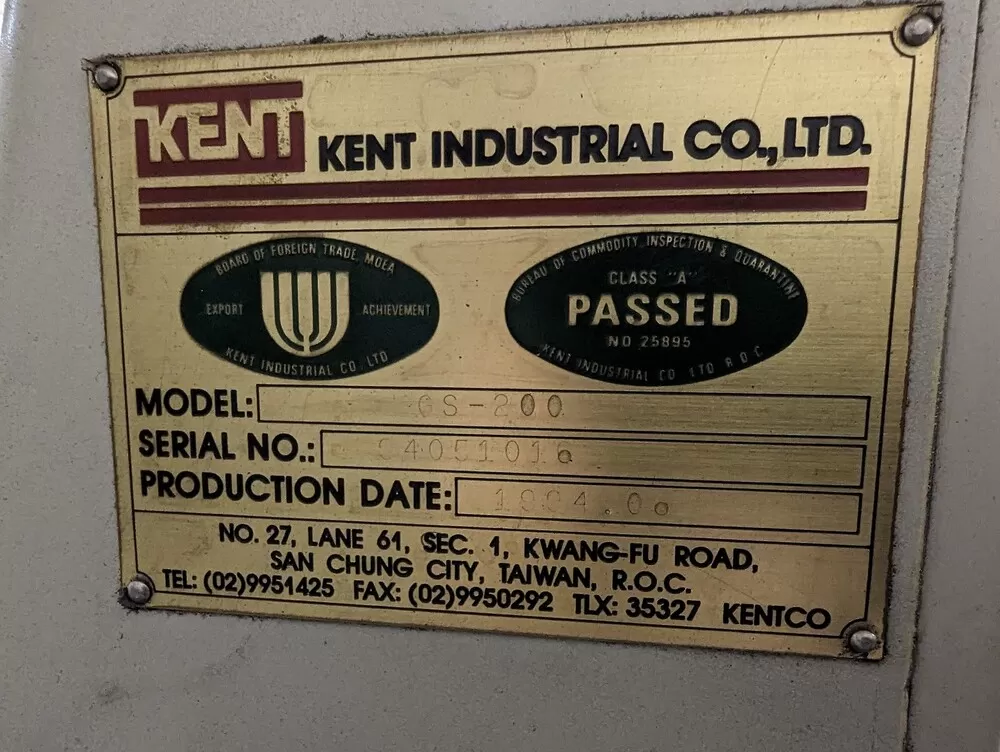 KENT
KENT INDUSTRIAL CO.,LTD.
BOARD OF FOREIGN TRADE, MOEA
EXPORT ACHIEVEMENT
KENT INDUSTRIAL CO LTD
BUREAU OF COMMODITY INSPECTION & QUARANTINE
CLASS "A"
PASSED
NO 25895
KENT INDUSTRIAL CO LTD R.O.C
MODEL: GS-200
SERIAL NO.:
PRODUCTION DATE:
NO. 27, LANE 61, SEC. 1, KWANG-FU ROAD,
SAN CHUNG CITY, TAIWAN, R.O.C.
TEL: (02)9951425 FAX: (02)9950292 TLX: 35327 KENTCO